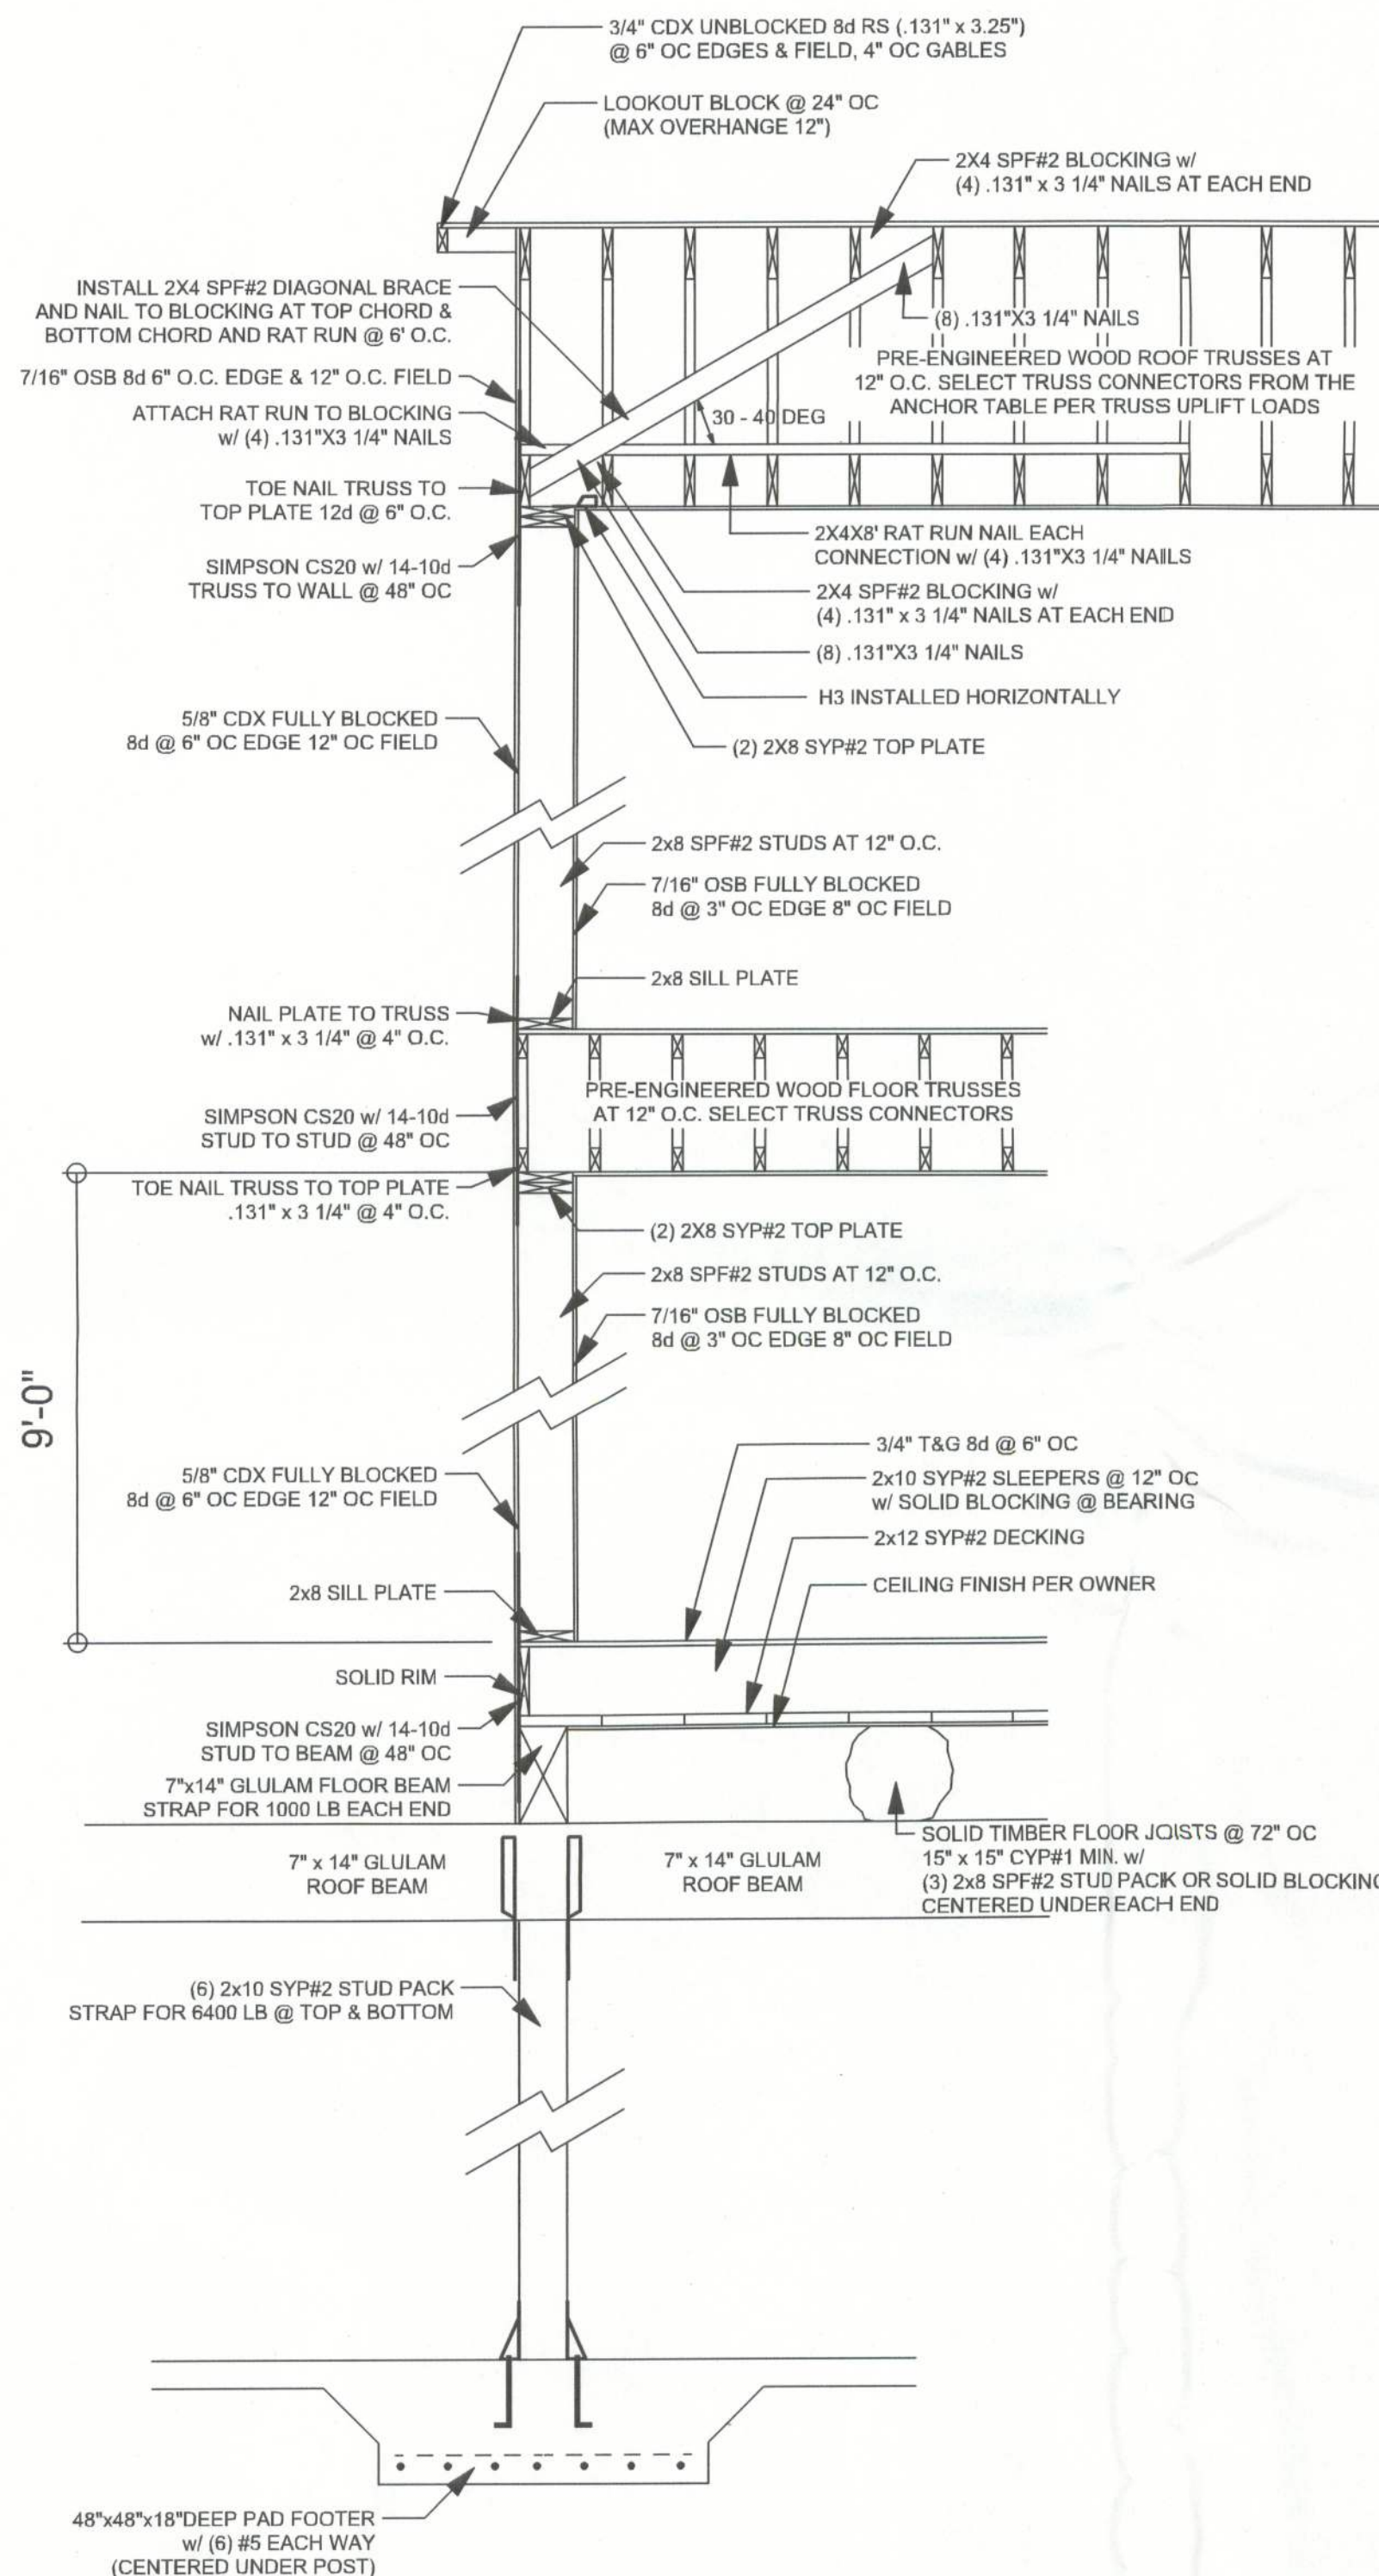 3/4" CDX UNBLOCKED 8d RS (.131" x 3.25")
@ 6" OC EDGES & FIELD, 4" OC GABLES
LOOKOUT BLOCK @ 24" OC
(MAX OVERHANGE 12")
2X4 SPF#2 BLOCKING w/
(4) .131" x 3 1/4" NAILS AT EACH END
INSTALL 2X4 SPF#2 DIAGONAL BRACE
AND NAIL TO BLOCKING AT TOP CHORD &
BOTTOM CHORD AND RAT RUN @ 6' O.C.
(8) .131"X3 1/4" NAILS
7/16" OSB 8d 6" O.C. EDGE & 12" O.C. FIELD
PRE-ENGINEERED WOOD ROOF TRUSSES AT
12" O.C. SELECT TRUSS CONNECTORS FROM THE
ANCHOR TABLE PER TRUSS UPLIFT LOADS
ATTACH RAT RUN TO BLOCKING
w/ (4) .131"X3 1/4" NAILS
30 - 40 DEG
TOE NAIL TRUSS TO
TOP PLATE 12d @ 6" O.C.
2X4X8' RAT RUN NAIL EACH
CONNECTION w/ (4) .131"X3 1/4" NAILS
SIMPSON CS20 w/ 14-10d
TRUSS TO WALL @ 48" OC
2X4 SPF#2 BLOCKING w/
(4) .131" x 3 1/4" NAILS AT EACH END
(8) .131"X3 1/4" NAILS
H3 INSTALLED HORIZONTALLY
5/8" CDX FULLY BLOCKED
8d @ 6" OC EDGE 12" OC FIELD
(2) 2X8 SYP#2 TOP PLATE
2x8 SPF#2 STUDS AT 12" O.C.
7/16" OSB FULLY BLOCKED
8d @ 3" OC EDGE 8" OC FIELD
2x8 SILL PLATE
NAIL PLATE TO TRUSS
w/ .131" x 3 1/4" @ 4" O.C.
PRE-ENGINEERED WOOD FLOOR TRUSSES
AT 12" O.C. SELECT TRUSS CONNECTORS
SIMPSON CS20 w/ 14-10d
STUD TO STUD @ 48" OC
TOE NAIL TRUSS TO TOP PLATE
.131" x 3 1/4" @ 4" O.C.
(2) 2X8 SYP#2 TOP PLATE
2x8 SPF#2 STUDS AT 12" O.C.
7/16" OSB FULLY BLOCKED
8d @ 3" OC EDGE 8" OC FIELD
9'-0"
3/4" T&G 8d @ 6" OC
5/8" CDX FULLY BLOCKED
8d @ 6" OC EDGE 12" OC FIELD
2x10 SYP#2 SLEEPERS @ 12" OC
w/ SOLID BLOCKING @ BEARING
2x12 SYP#2 DECKING
CEILING FINISH PER OWNER
2x8 SILL PLATE
SOLID RIM
SIMPSON CS20 w/ 14-10d
STUD TO BEAM @ 48" OC
7"x14" GLULAM FLOOR BEAM
STRAP FOR 1000 LB EACH END
SOLID TIMBER FLOOR JOISTS @ 72" OC
15" x 15" CYP#1 MIN. w/
(3) 2x8 SPF#2 STUD PACK OR SOLID BLOCKING
CENTERED UNDER EACH END
7" x 14" GLULAM
ROOF BEAM
7" x 14" GLULAM
ROOF BEAM
(6) 2x10 SYP#2 STUD PACK
STRAP FOR 6400 LB @ TOP & BOTTOM
48"x48"x18"DEEP PAD FOOTER
w/ (6) #5 EACH WAY
(CENTERED UNDER POST)